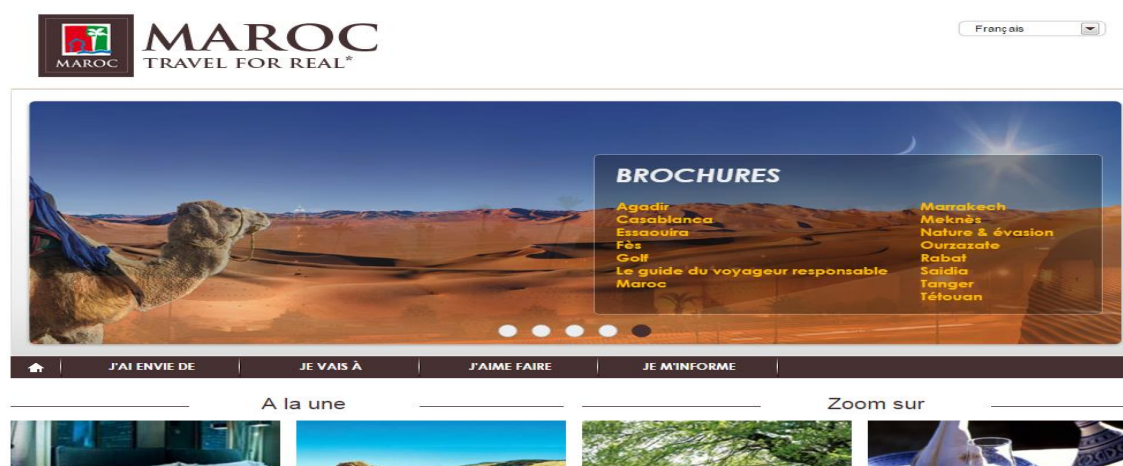 MAROC
MAROC
TRAVEL FOR REAL*
Français
BROCHURES
Agadir
Casablanca
Essaouira
Fès
Golf
Le guide du voyageur responsable
Maroc
Marrakech
Meknès
Nature & évasion
Ourzazate
Rabat
Saidia
Tanger
Tétouan
J'AI ENVIE DE
JE VAIS À
J'AIME FAIRE
JE M'INFORME
A la une
Zoom sur